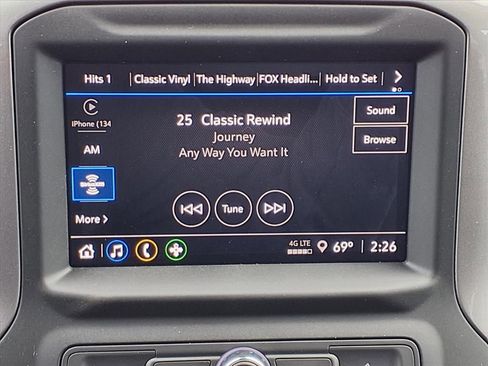 Hits 1 Classic Vinyl The Highway FOX Headli... Hold to Set
iPhone (134
25 Classic Rewind
Journey
Any Way You Want It
Sound
Browse
AM
SiriusXM
More >
Tune
4G LTE
69°
2:26